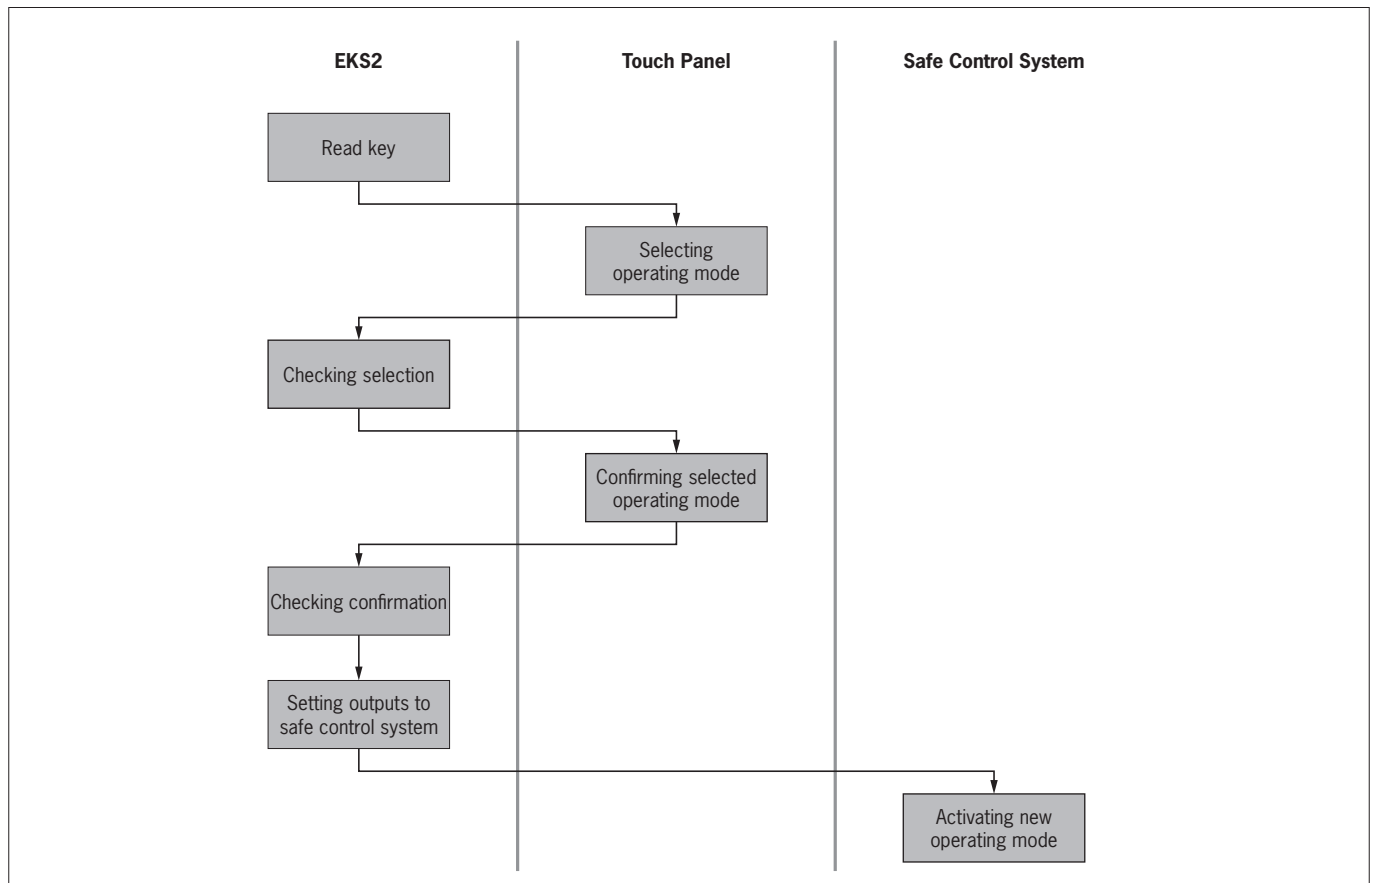 EKS2
Touch Panel
Safe Control System
Read key
Selecting
operating mode
Checking selection
Confirming selected
operating mode
Checking confirmation
Setting outputs to
safe control system
Activating new
operating mode